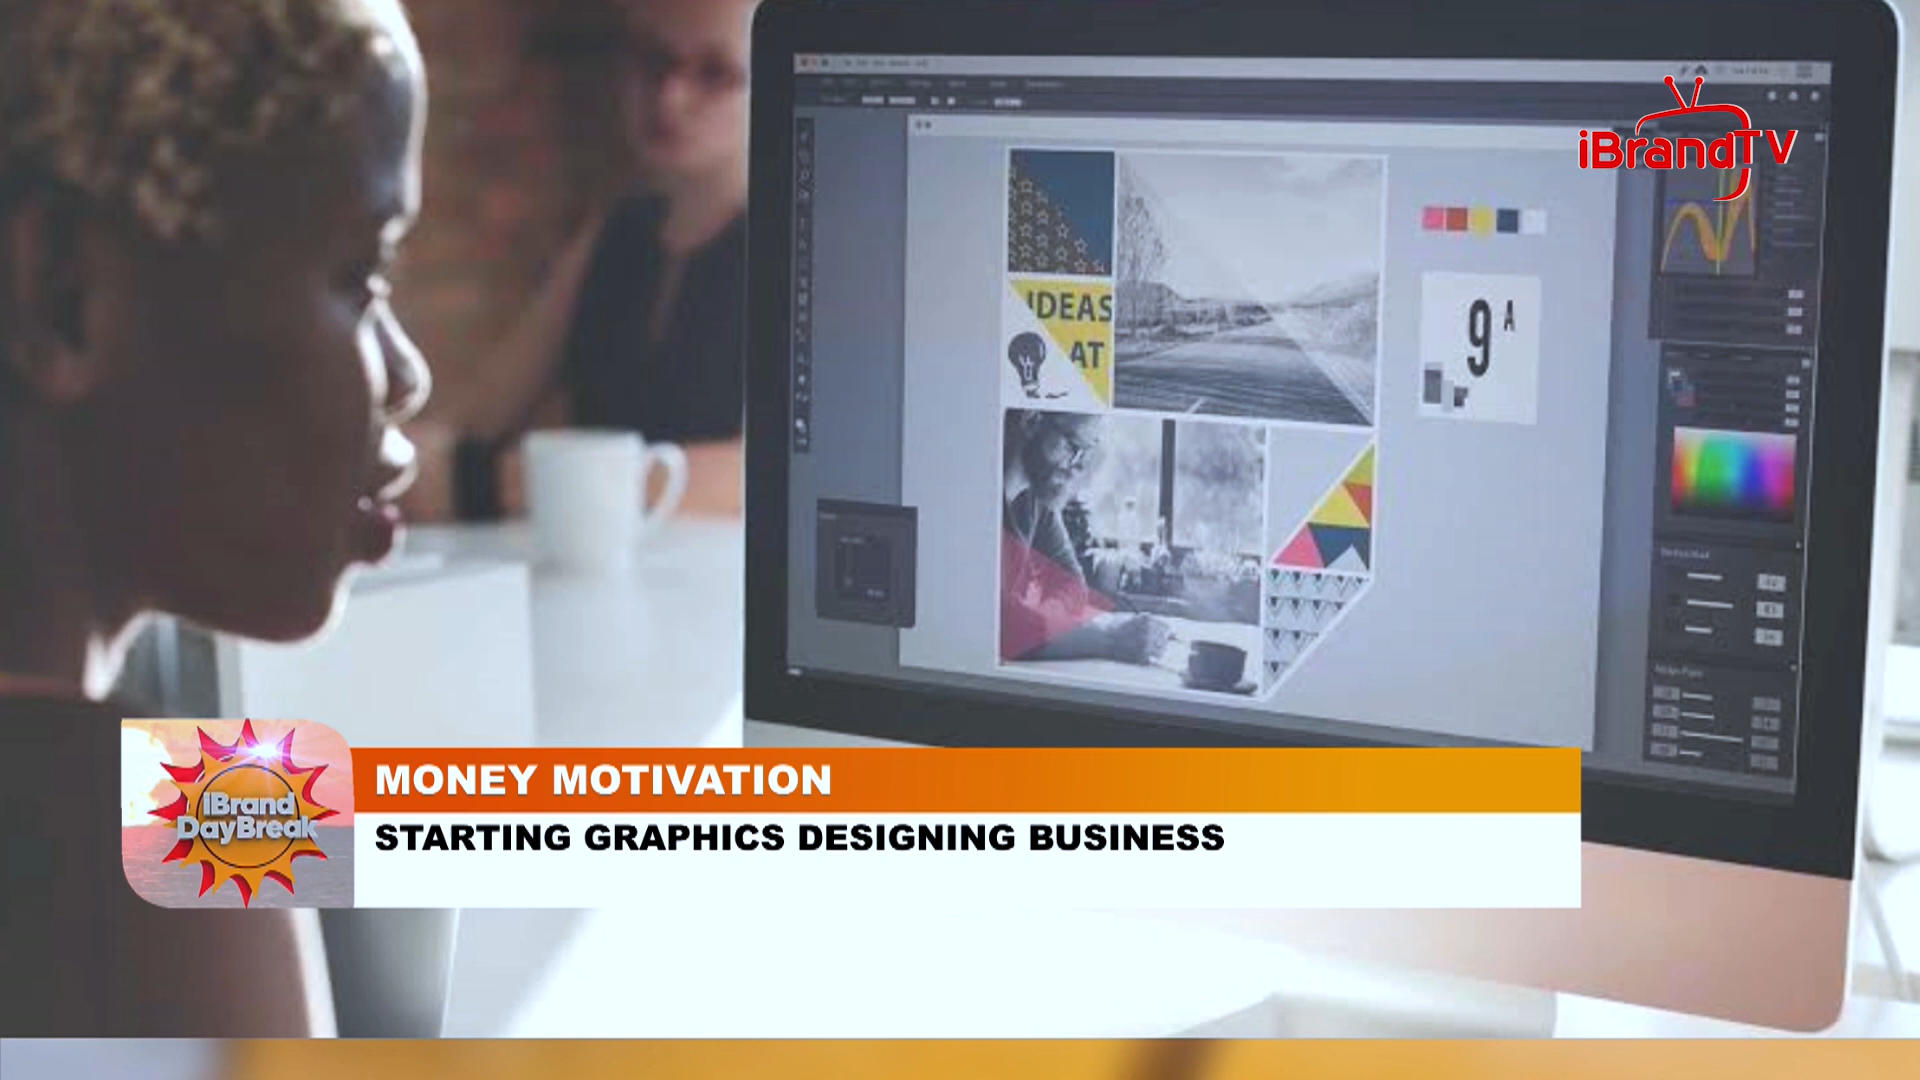 iBrandTV
IDEAS
AT
9 A
MONEY MOTIVATION
iBrand
DayBreak
STARTING GRAPHICS DESIGNING BUSINESS